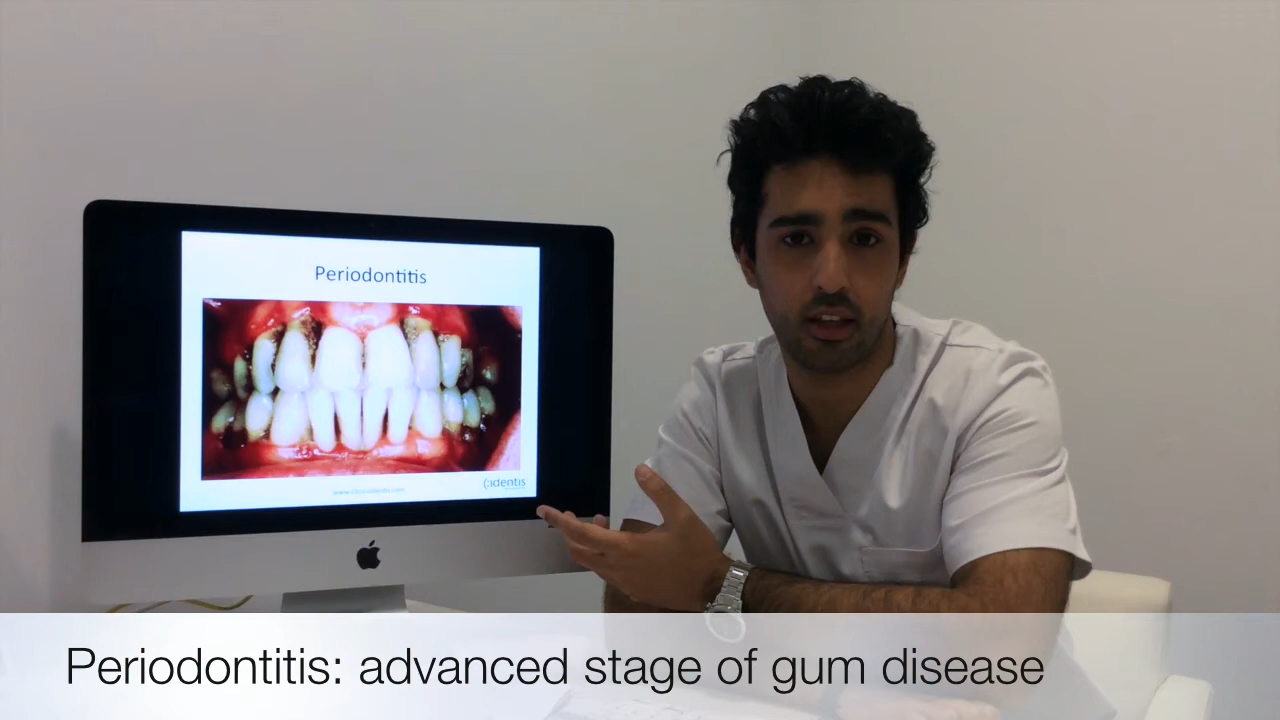 Periodontitis
identis
Periodontitis: advanced stage of gum disease